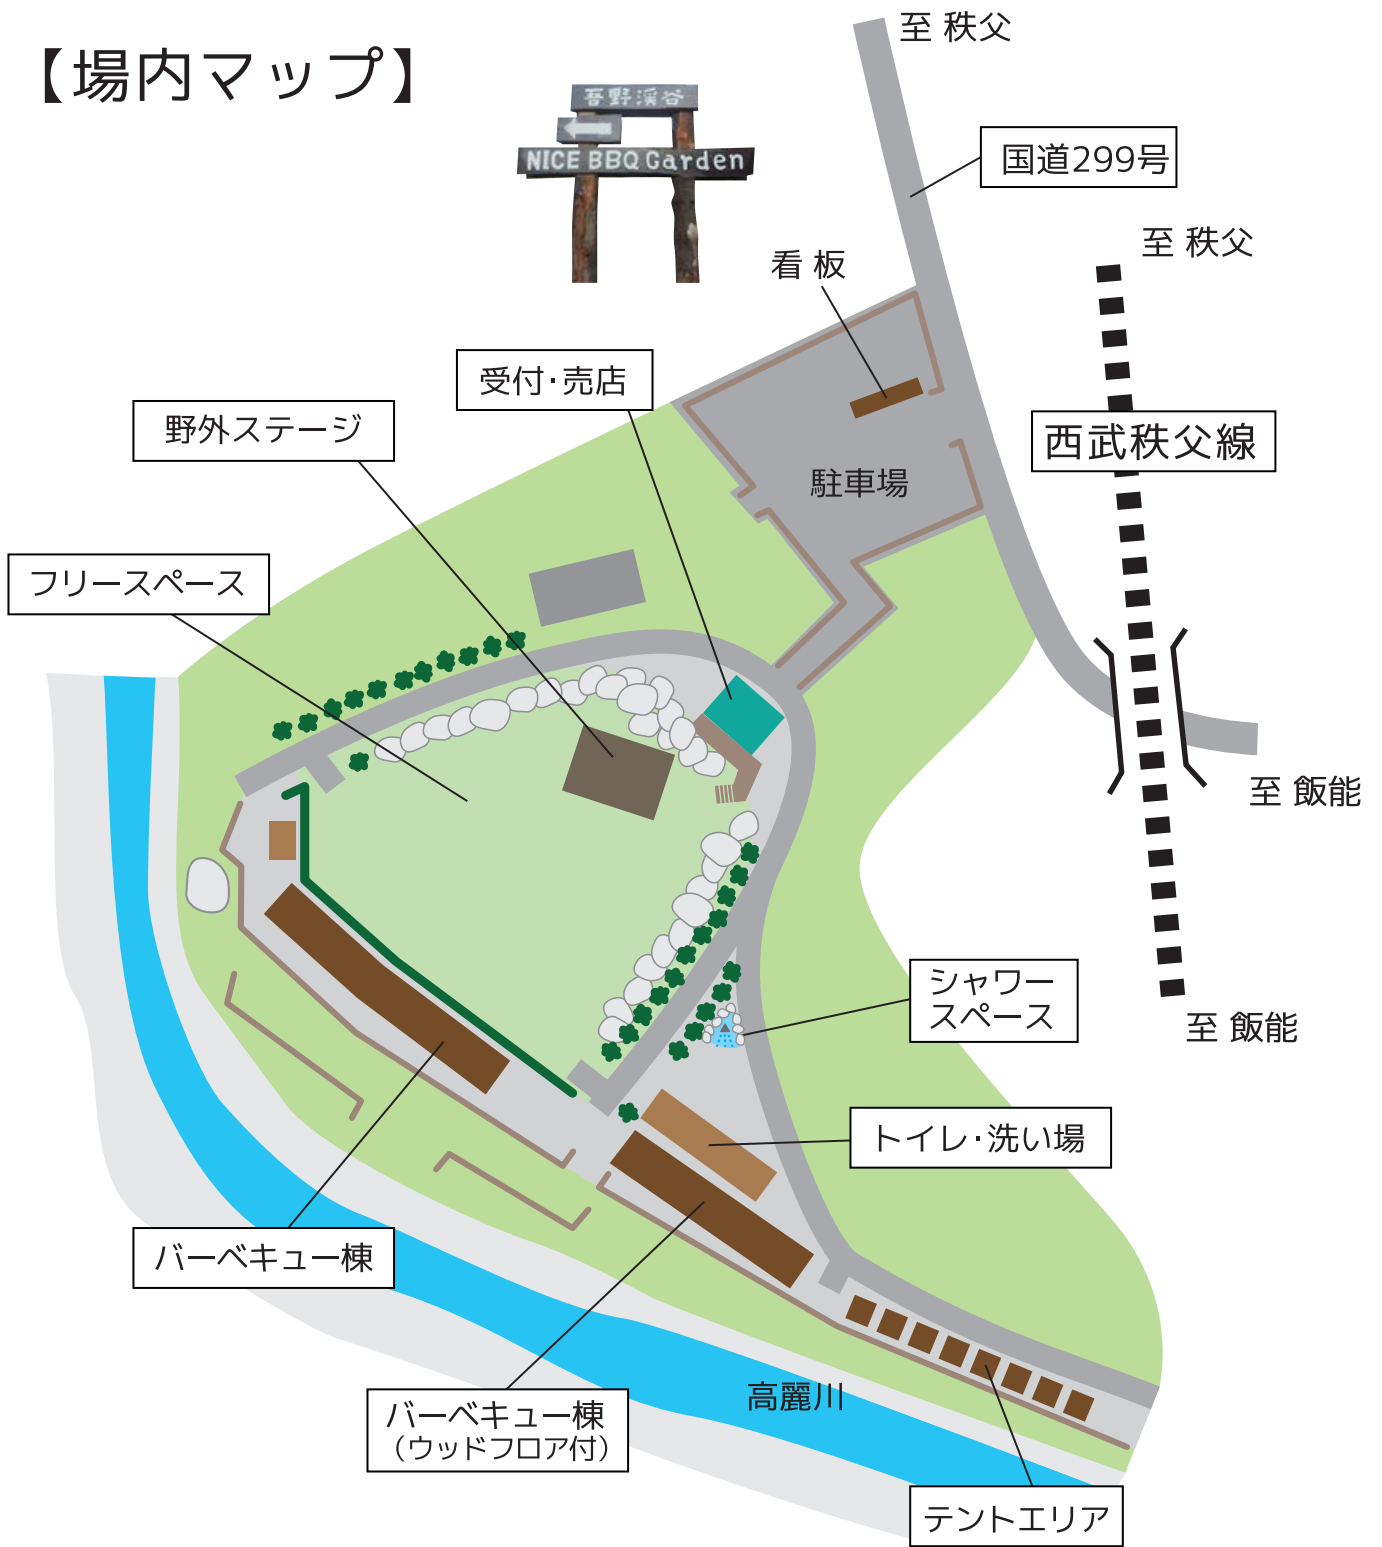 【場内マップ】
至 秩父
吾野渓谷
NICE BBQ Garden
国道299号
至 秩父
看 板
受付・売店
野外ステージ
西武秩父線
駐車場
フリースペース
至 飯能
シャワー
スペース
至 飯能
トイレ・洗い場
バーベキュー棟
高麗川
バーベキュー棟
（ウッドフロア付）
テントエリア